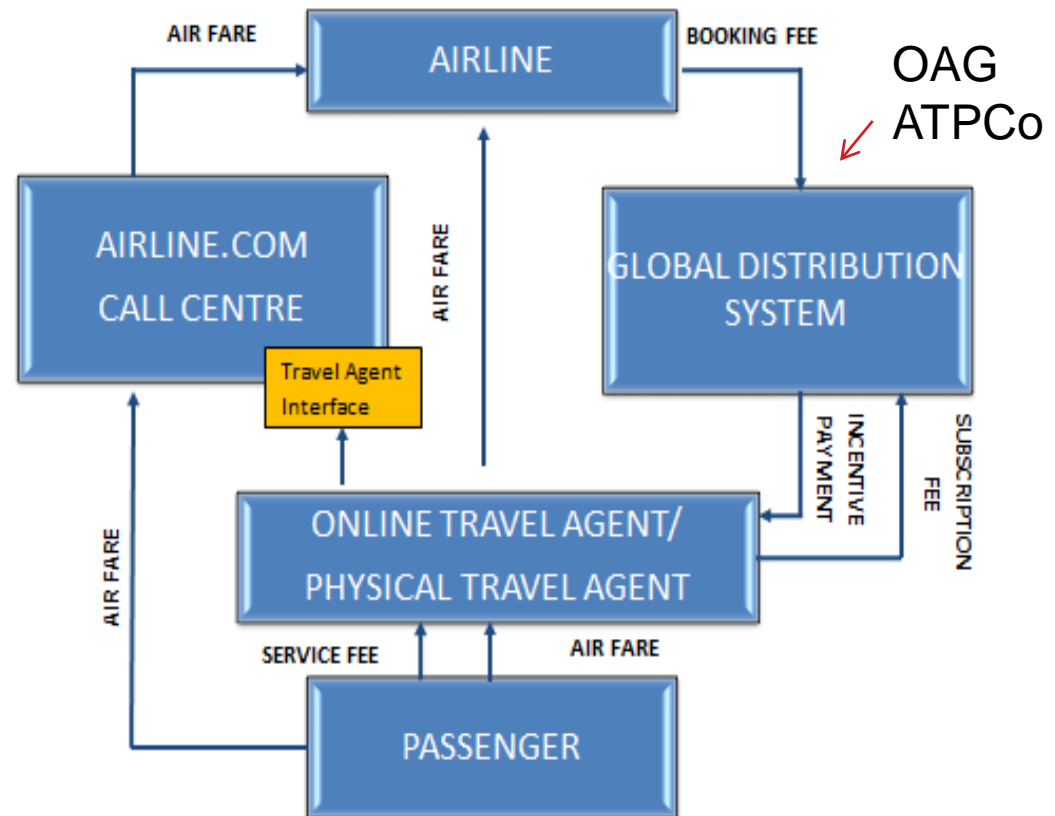 AIR FARE
AIRLINE
BOOKING FEE
OAG
ATPCo
AIRLINE.COM
CALL CENTRE
AIR FARE
GLOBAL DISTRIBUTION
SYSTEM
Travel Agent
Interface
INCENTIVE
PAYMENT
SUBSCRIPTION
FEE
ONLINE TRAVEL AGENT/
PHYSICAL TRAVEL AGENT
AIR FARE
SERVICE FEE
AIR FARE
PASSENGER